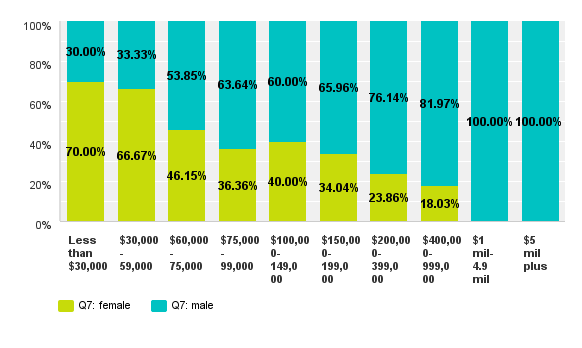 100%
80%
60%
40%
20%
0%
30.00% 33.33% 53.85% 63.64% 60.00% 65.96% 76.14% 81.97% 100.00% 100.00%
70.00% 66.67% 46.15% 36.36% 40.00% 34.04% 23.86% 18.03%
Less $30,000 $60,000 $75,000 $100,00 $150,00 $200,00 $400,00 $1 $5
than - - - 0- 0- 0- 0- mil- mil
$30,000 59,000 75,000 99,000 149,0 199,0 399,0 999,0 4.9 plus
00 00 00 00 mil
Q7: female Q7: male